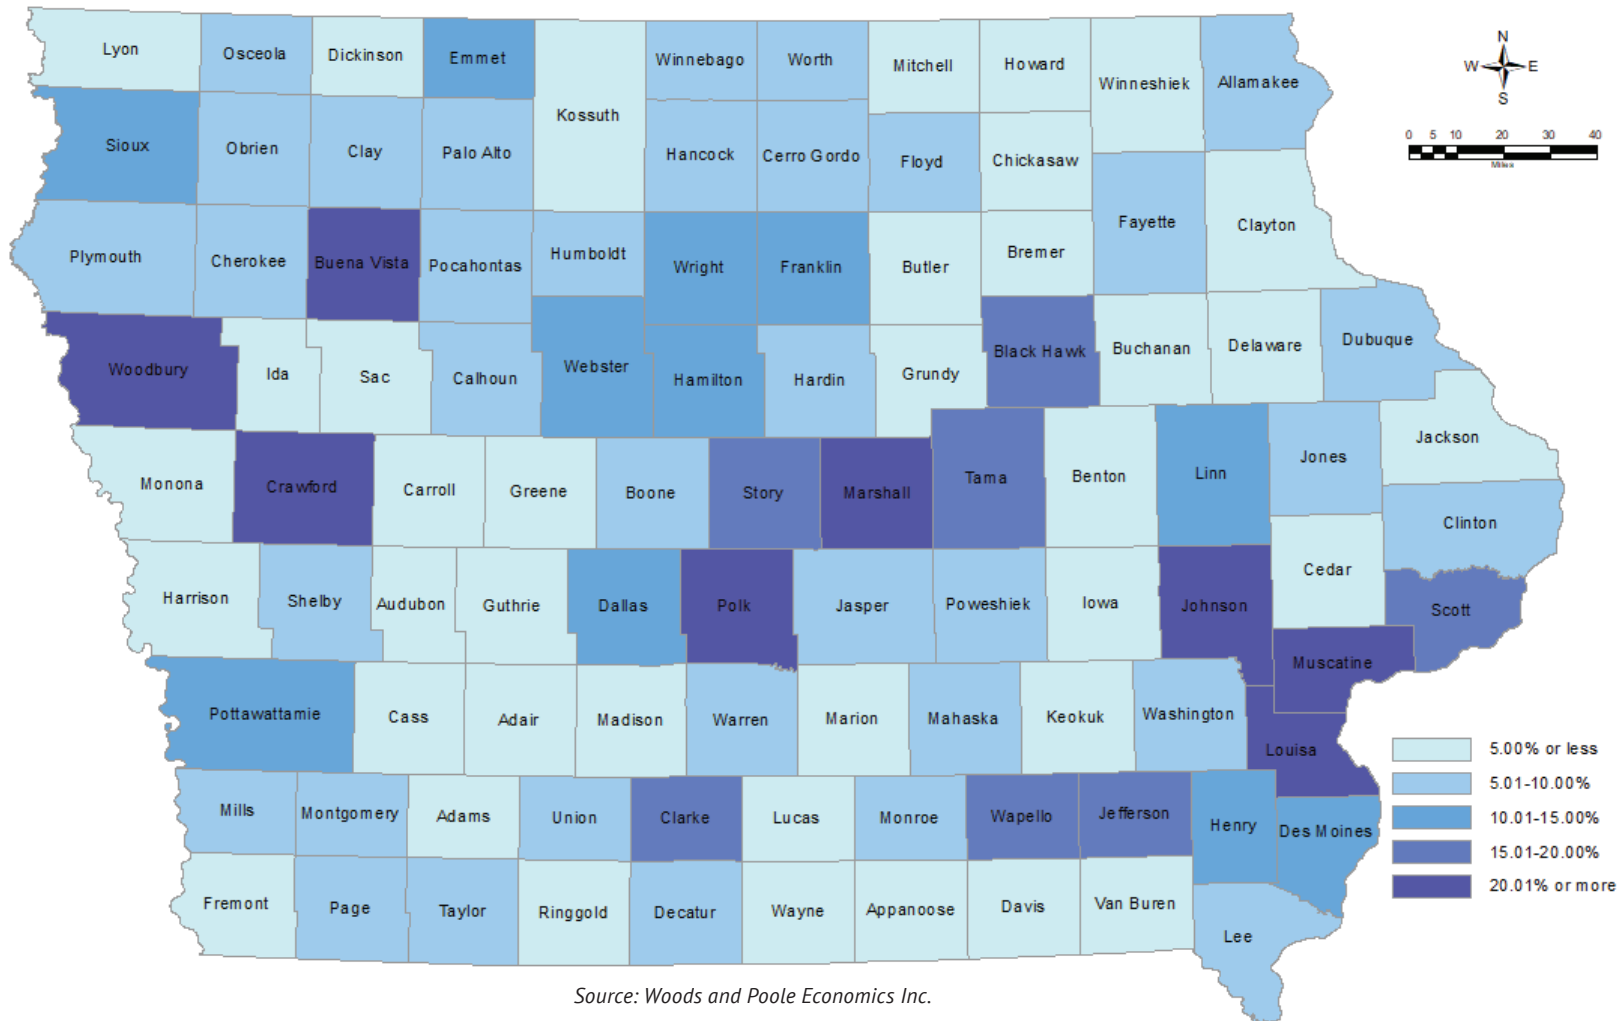 Lyon
Osceola
Dickinson
Emmet
Kossuth
Winnebago
Worth
Mitchell
Howard
Winneshiek
Allamakee
N
W E
S
0 5 10 20 30 40
Miles
Sioux
Obrien
Clay
Palo Alto
Hancock
Cerro Gordo
Floyd
Chickasaw
Fayette
Clayton
Plymouth
Cherokee
Buena Vista
Pocahontas
Humboldt
Wright
Franklin
Butler
Bremer
Woodbury
Ida
Sac
Calhoun
Webster
Hamilton
Hardin
Grundy
Black Hawk
Buchanan
Delaware
Dubuque
Monona
Crawford
Carroll
Greene
Boone
Story
Marshall
Tama
Benton
Linn
Jones
Jackson
Clinton
Harrison
Shelby
Audubon
Guthrie
Dallas
Polk
Jasper
Poweshiek
Iowa
Johnson
Cedar
Scott
Muscatine
Pottawattamie
Cass
Adair
Madison
Warren
Marion
Mahaska
Keokuk
Washington
Louisa
Mills
Montgomery
Adams
Union
Clarke
Lucas
Monroe
Wapello
Jefferson
Henry
Des Moines
Fremont
Page
Taylor
Ringgold
Decatur
Wayne
Appanoose
Davis
Van Buren
Lee
5.00% or less
5.01-10.00%
10.01-15.00%
15.01-20.00%
20.01% or more
Source: Woods and Poole Economics Inc.